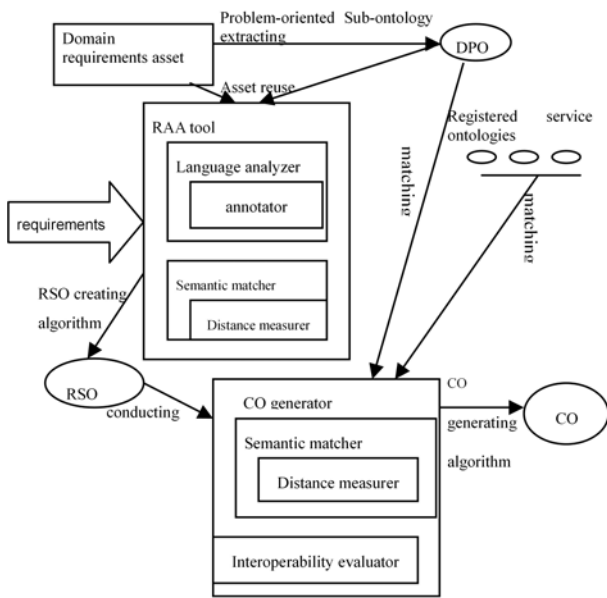 Problem-oriented Sub-ontology
extracting
Domain
requirements asset
DPO
Asset reuse
RAA tool
Registered service
ontologies
Language analyzer
annotator
matching
matching
requirements
Semantic matcher
Distance measurer
RSO creating
algorithm
RSO
conducting
CO generator
CO
generating
algorithm
CO
Semantic matcher
Distance measurer
Interoperability evaluator